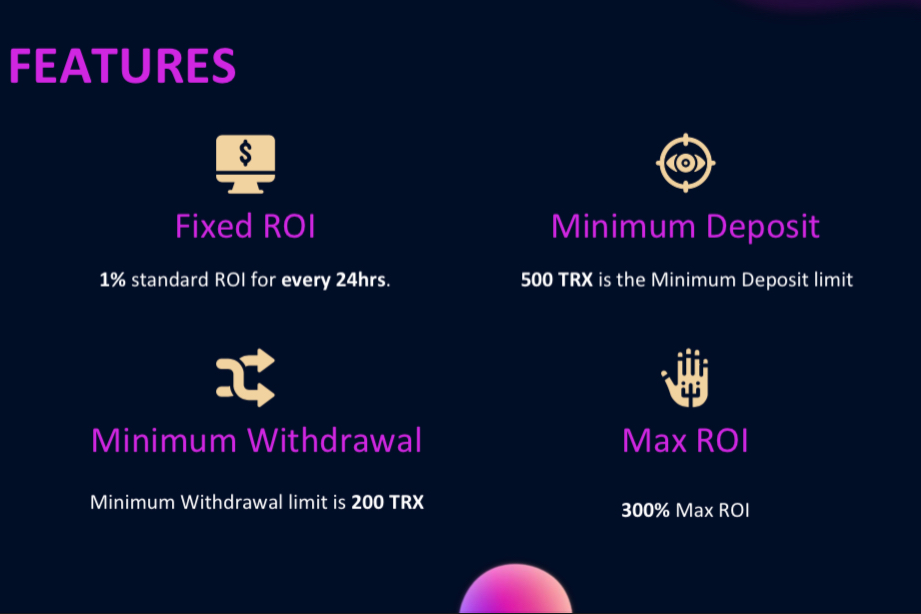 FEATURES
$
Fixed ROI
1% standard ROI for every 24hrs.
Minimum Deposit
500 TRX is the Minimum Deposit limit
Minimum Withdrawal
Minimum Withdrawal limit is 200 TRX
Max ROI
300% Max ROI